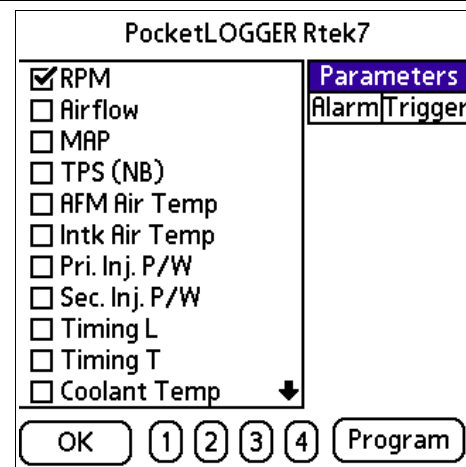 PocketLOGGER Rtek7
RPM
Airflow
MAP
TPS (NB)
AFM Air Temp
Intk Air Temp
Pri. Inj. P/W
Sec. Inj. P/W
Timing L
Timing T
Coolant Temp
Parameters
Alarm Trigger
OK 1 2 3 4 Program